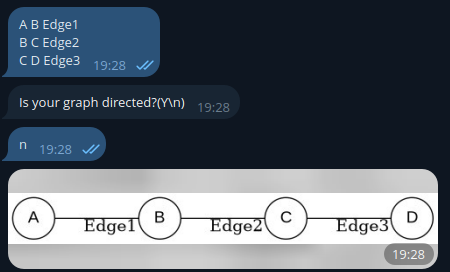 A B Edge1
B C Edge2
C D Edge3
19:28
Is your graph directed?(Y\n)
19:28
n
19:28
A Edge1 B Edge2 C Edge3 D
19:28